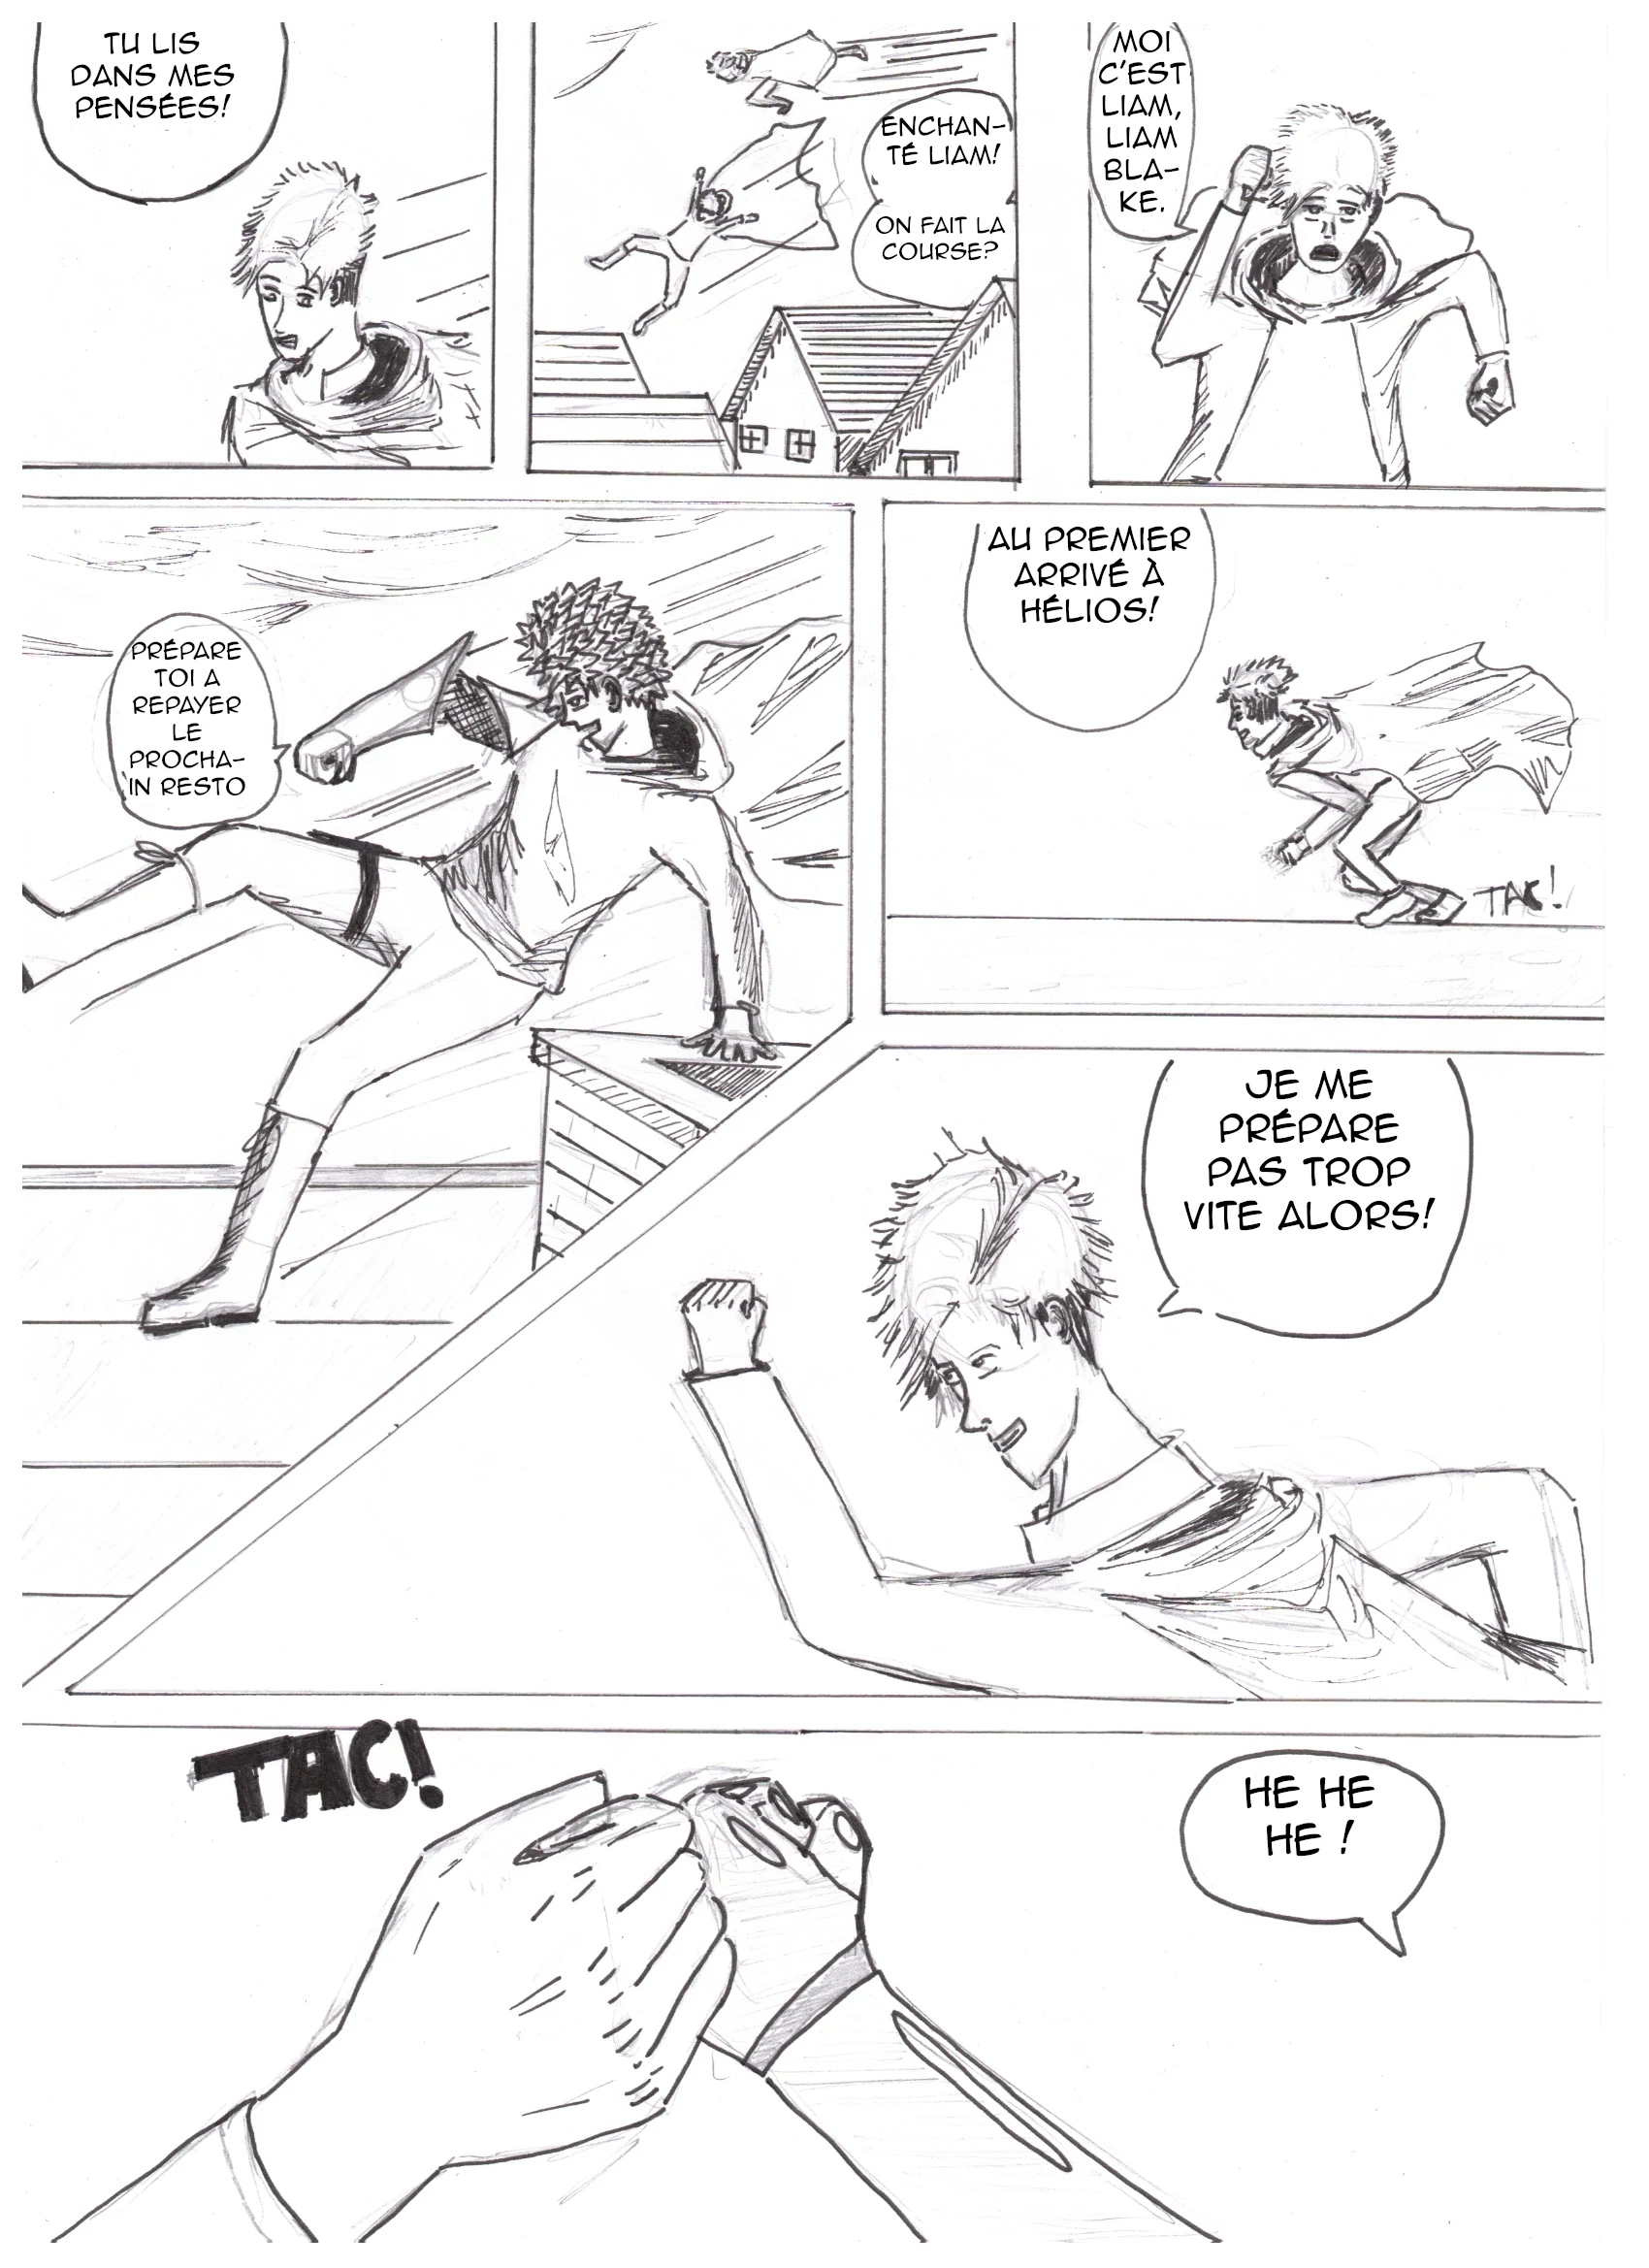 MOI
C'EST
LIAM,
LIAM
BLA-
KE.
ENCHAN-
TÉ LIAM!
ON FAIT LA
COURSE?
TU LIS
DANS MES
PENSÉES!
AU PREMIER
ARRIVÉ À
HÉLIOS!
TAC!
PRÉPARE
TOI A
REPAYER
LE
PROCHA-
IN RESTO
JE ME
PRÉPARE
PAS TROP
VITE ALORS!
HE HE
HE !
TAC!